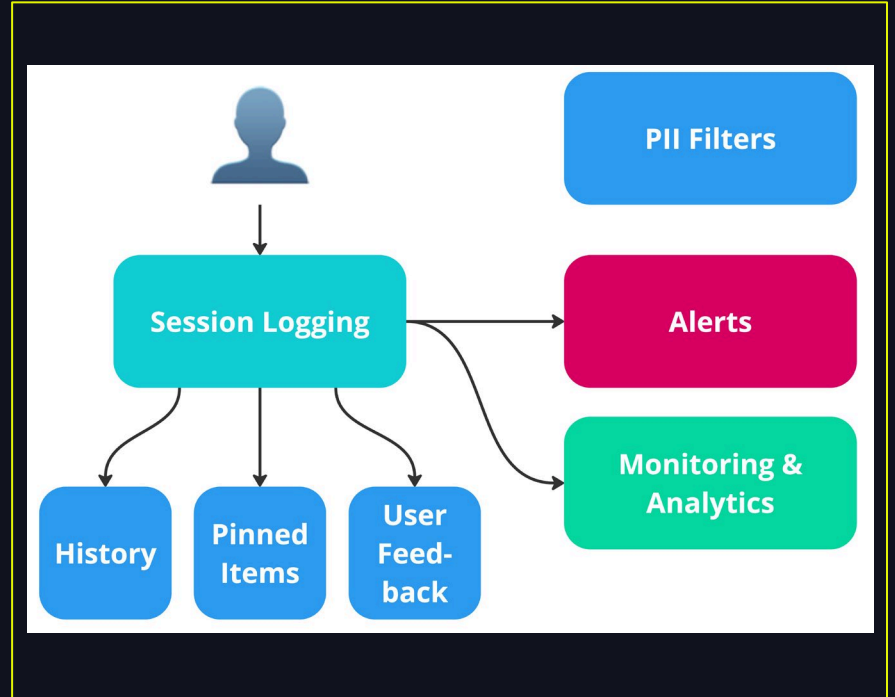 PII Filters
Session Logging
Alerts
Monitoring &
Analytics
History
Pinned
Items
User
Feed-
back